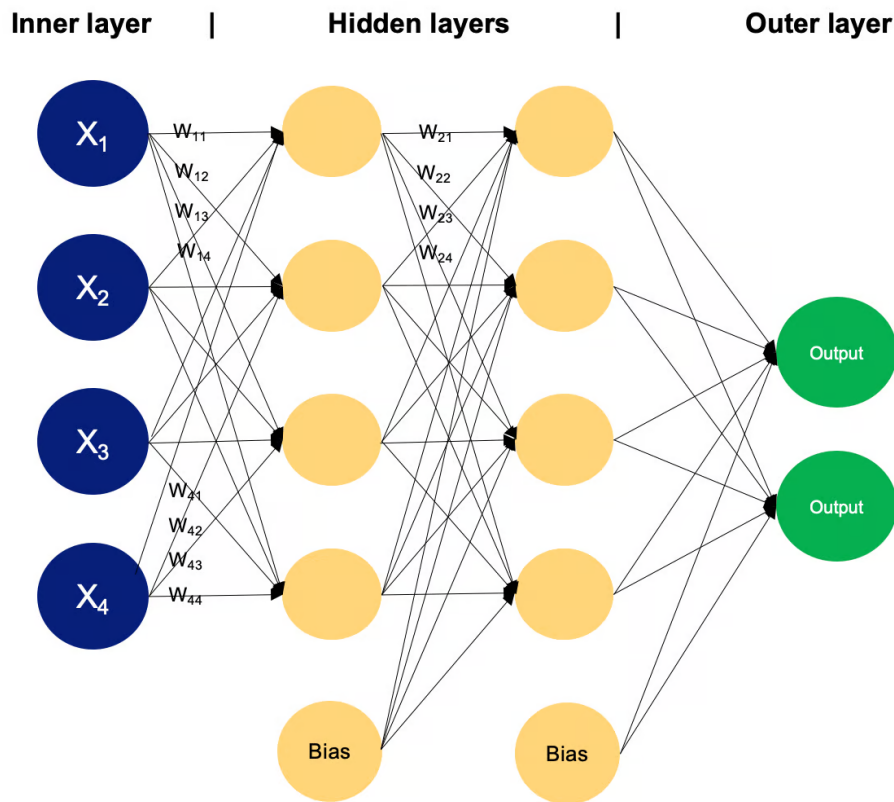 Inner layer | Hidden layers | Outer layer
X₁
W₁₁
W₁₂
W₁₃
W₁₄
W₂₁
W₂₂
W₂₃
W₂₄
X₂
X₃
Output
W₄₁
W₄₂
W₄₃
W₄₄
Output
X₄
Bias
Bias